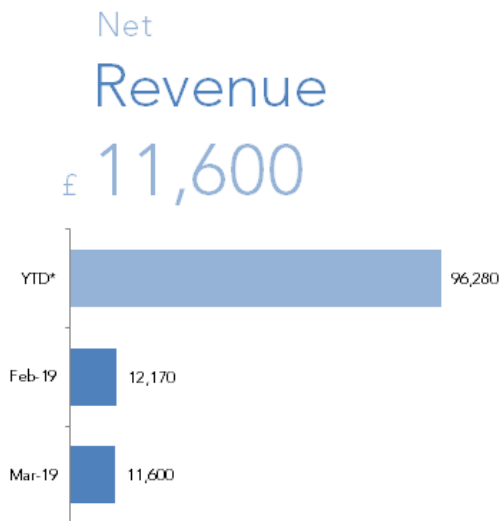 Net
Revenue
£ 11,600
YTD* 96,280
Feb-19 12,170
Mar-19 11,600